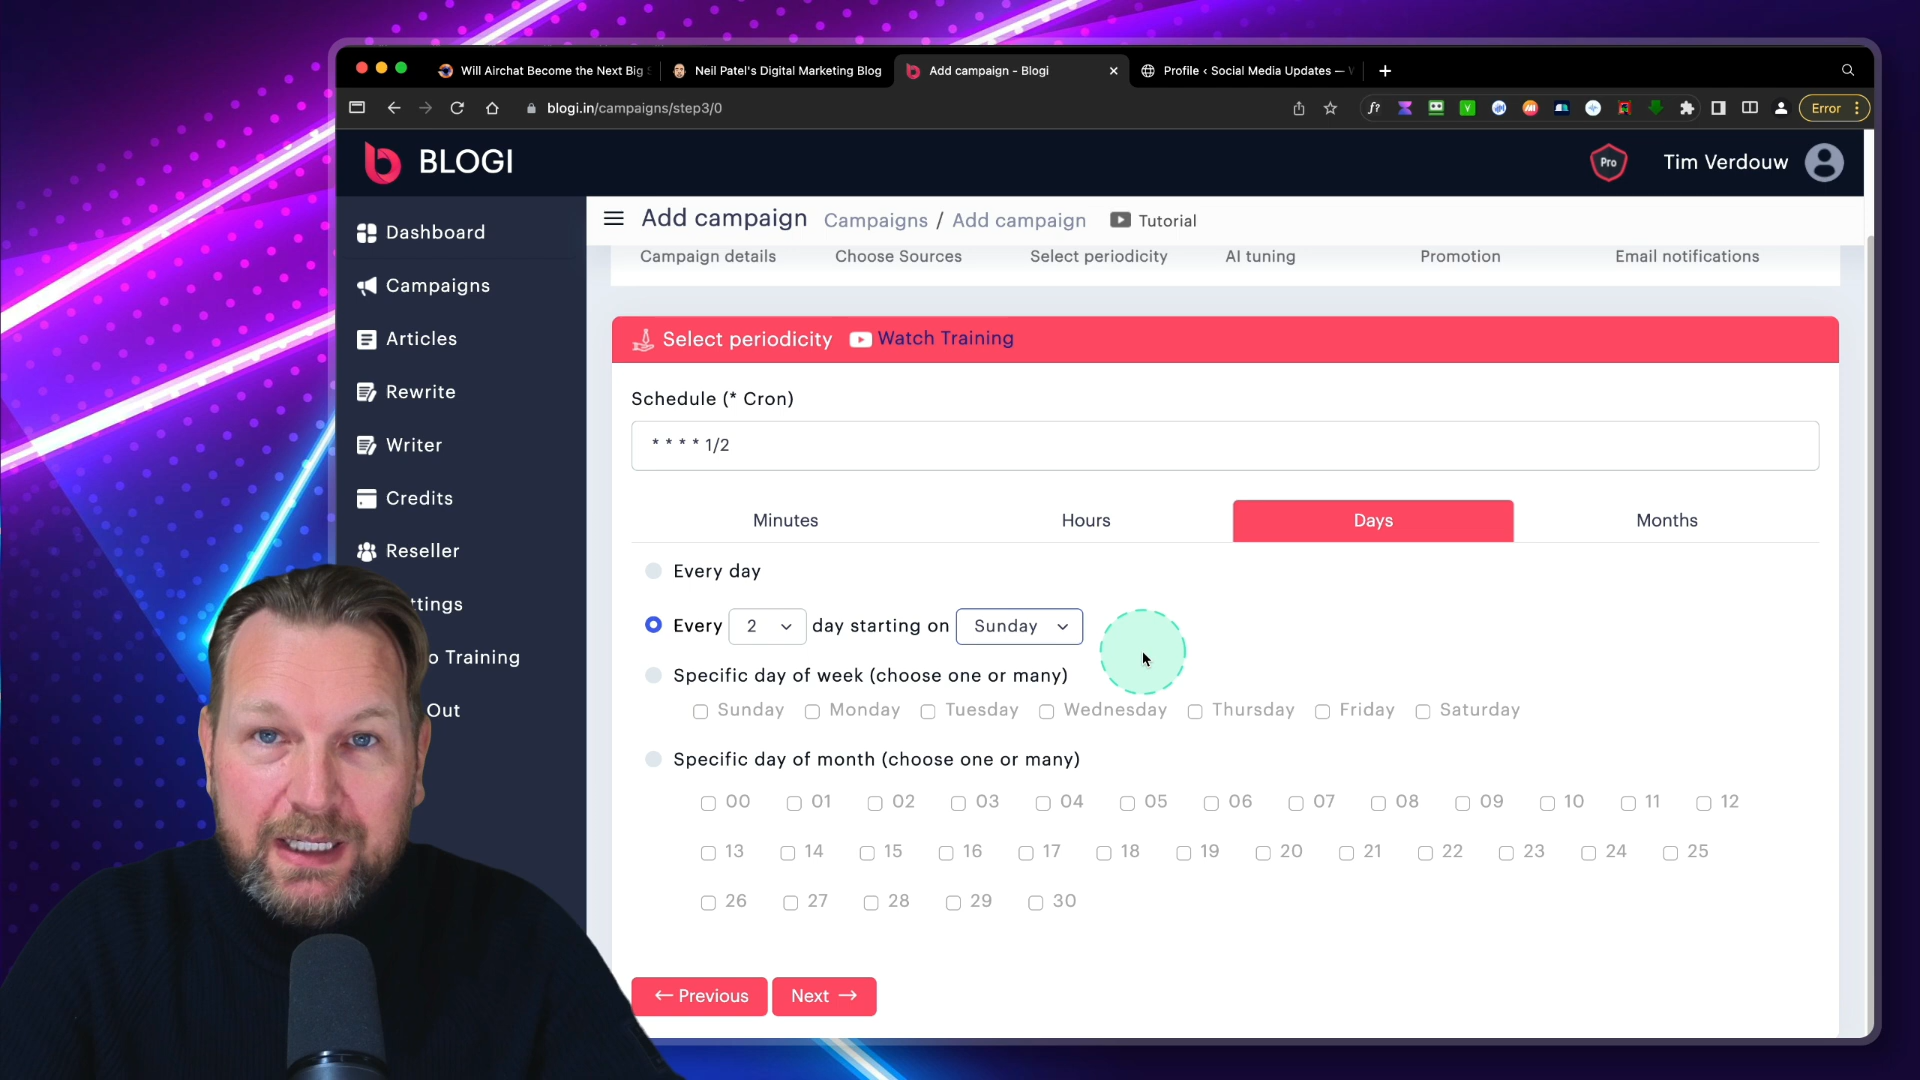 Will Airchat Become the Next Big
Neil Patel's Digital Marketing Blog
Add campaign - Blogi
Profile ‹ Social Media Updates —
blogi.in/campaigns/step3/0
Error
BLOGI
Pro
Tim Verdouw
Dashboard
Campaigns
Articles
Rewrite
Writer
Credits
Reseller
ttings
o Training
Out
Add campaign
Campaigns / Add campaign
Tutorial
Campaign details
Choose Sources
Select periodicity
AI tuning
Promotion
Email notifications
Select periodicity
Watch Training
Schedule (* Cron)
* * * * 1/2
Minutes
Hours
Days
Months
Every day
Every 2 day starting on Sunday
Specific day of week (choose one or many)
Sunday Monday Tuesday Wednesday Thursday Friday Saturday
Specific day of month (choose one or many)
00 01 02 03 04 05 06 07 08 09 10 11 12
13 14 15 16 17 18 19 20 21 22 23 24 25
26 27 28 29 30
← Previous
Next →